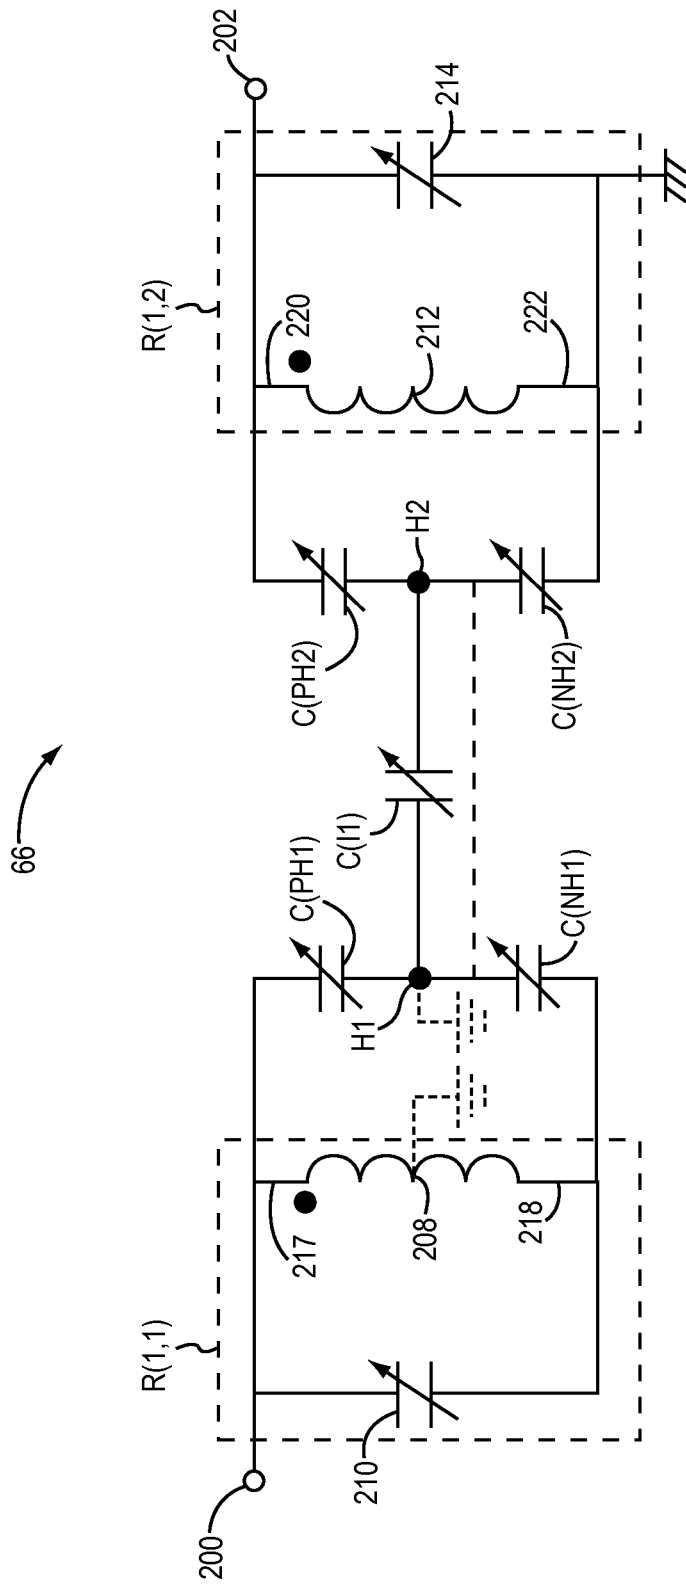 66
R(1,1)
R(1,2)
200
202
210
217
208
218
H1
C(PH1)
C(NH1)
C(I1)
C(PH2)
C(NH2)
H2
220
212
222
214